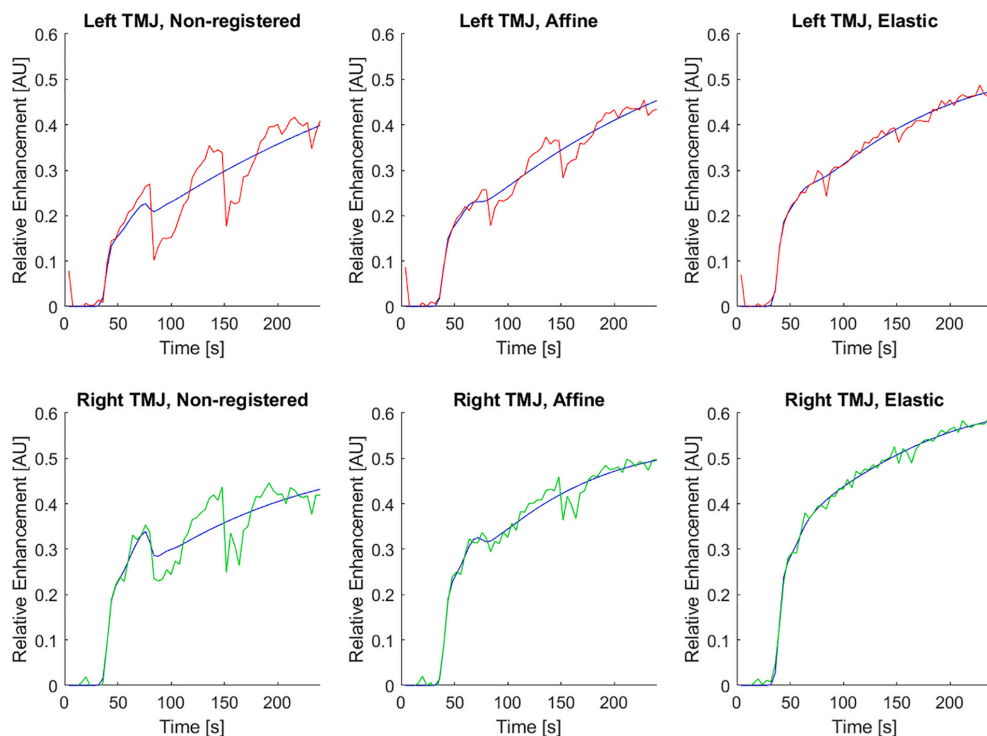 Left TMJ, Non-registered
Left TMJ, Affine
Left TMJ, Elastic
Relative Enhancement [AU]
0.6
0.5
0.4
0.3
0.2
0.1
0
0 50 100 150 200
Time [s]
Relative Enhancement [AU]
0.6
0.5
0.4
0.3
0.2
0.1
0
0 50 100 150 200
Time [s]
Relative Enhancement [AU]
0.6
0.5
0.4
0.3
0.2
0.1
0
0 50 100 150 200
Time [s]
Right TMJ, Non-registered
Right TMJ, Affine
Right TMJ, Elastic
Relative Enhancement [AU]
0.6
0.5
0.4
0.3
0.2
0.1
0
0 50 100 150 200
Time [s]
Relative Enhancement [AU]
0.6
0.5
0.4
0.3
0.2
0.1
0
0 50 100 150 200
Time [s]
Relative Enhancement [AU]
0.6
0.5
0.4
0.3
0.2
0.1
0
0 50 100 150 200
Time [s]